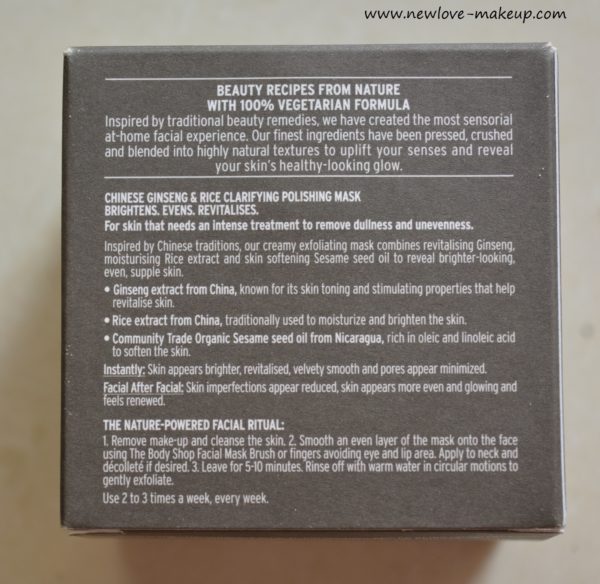 www.newlove-makeup.com
BEAUTY RECIPES FROM NATURE
WITH 100% VEGETARIAN FORMULA
Inspired by traditional beauty remedies, we have created the most sensorial
at-home facial experience. Our finest ingredients have been pressed, crushed
and blended into highly natural textures to uplift your senses and reveal
your skin's healthy-looking glow.
CHINESE GINSENG & RICE CLARIFYING POLISHING MASK
BRIGHTENS. EVENS. REVITALISES.
For skin that needs an intense treatment to remove dullness and unevenness.
Inspired by Chinese traditions, our creamy exfoliating mask combines revitalising Ginseng,
moisturising Rice extract and skin softening Sesame seed oil to reveal brighter-looking,
even, supple skin.
• Ginseng extract from China, known for its skin toning and stimulating properties that help
revitalise skin.
• Rice extract from China, traditionally used to moisturize and brighten the skin.
• Community Trade Organic Sesame seed oil from Nicaragua, rich in oleic and linoleic acid
to soften the skin.
Instantly: Skin appears brighter, revitalised, velvety smooth and pores appear minimized.
Facial After Facial: Skin imperfections appear reduced, skin appears more even and glowing and
feels renewed.
THE NATURE-POWERED FACIAL RITUAL:
1. Remove make-up and cleanse the skin. 2. Smooth an even layer of the mask onto the face
using The Body Shop Facial Mask Brush or fingers avoiding eye and lip area. Apply to neck and
décolleté if desired. 3. Leave for 5-10 minutes. Rinse off with warm water in circular motions to
gently exfoliate.
Use 2 to 3 times a week, every week.